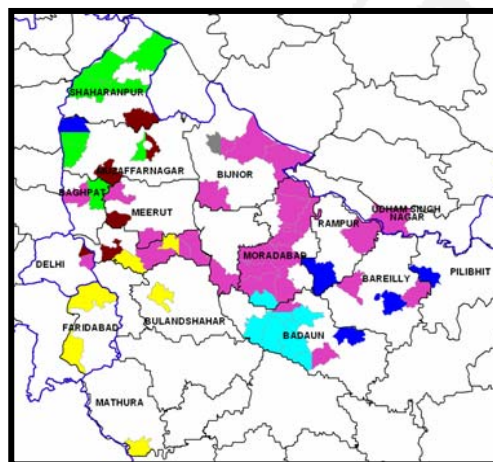 SHAHARANPUR
MUZAFFARNAGAR
BIJNOR
BAGHPAT
MEERUT
UDHAM SINGH
NAGAR
RAMPUR
DELHI
MORADABAD
BAREILLY
PILIBHIT
FARIDABAD
BULANDSHAHAR
BADAUN
MATHURA